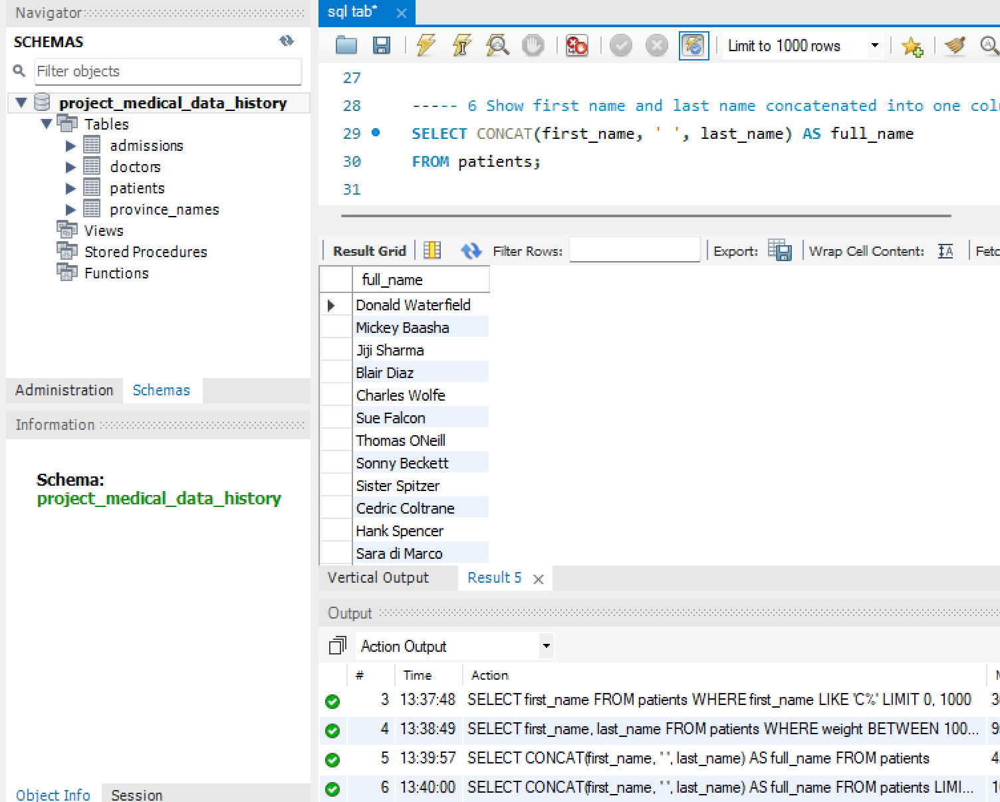 Navigator
SCHEMAS
Filter objects
project_medical_data_history
Tables
admissions
doctors
patients
province_names
Views
Stored Procedures
Functions
Administration
Schemas
Information
Schema:
project_medical_data_history
Object Info
Session
sql tab*
Limit to 1000 rows
27
28 ----- 6 Show first name and last name concatenated into one
29 SELECT CONCAT(first_name, ' ', last_name) AS full_name
30 FROM patients;
31
Result Grid
Filter Rows:
Export:
Wrap Cell Content:
full_name
Donald Waterfield
Mickey Baasha
Jiji Sharma
Blair Diaz
Charles Wolfe
Sue Falcon
Thomas ONeill
Sonny Beckett
Sister Spitzer
Cedric Coltrane
Hank Spencer
Sara di Marco
Vertical Output
Result 5
Output
Action Output
# Time Action
3 13:37:48 SELECT first_name FROM patients WHERE first_name LIKE 'C%' LIMIT 0, 1000
4 13:38:49 SELECT first_name, last_name FROM patients WHERE weight BETWEEN 100...
5 13:39:57 SELECT CONCAT(first_name, ' ', last_name) AS full_name FROM patients
6 13:40:00 SELECT CONCAT(first_name, ' ', last_name) AS full_name FROM patients LIMI...